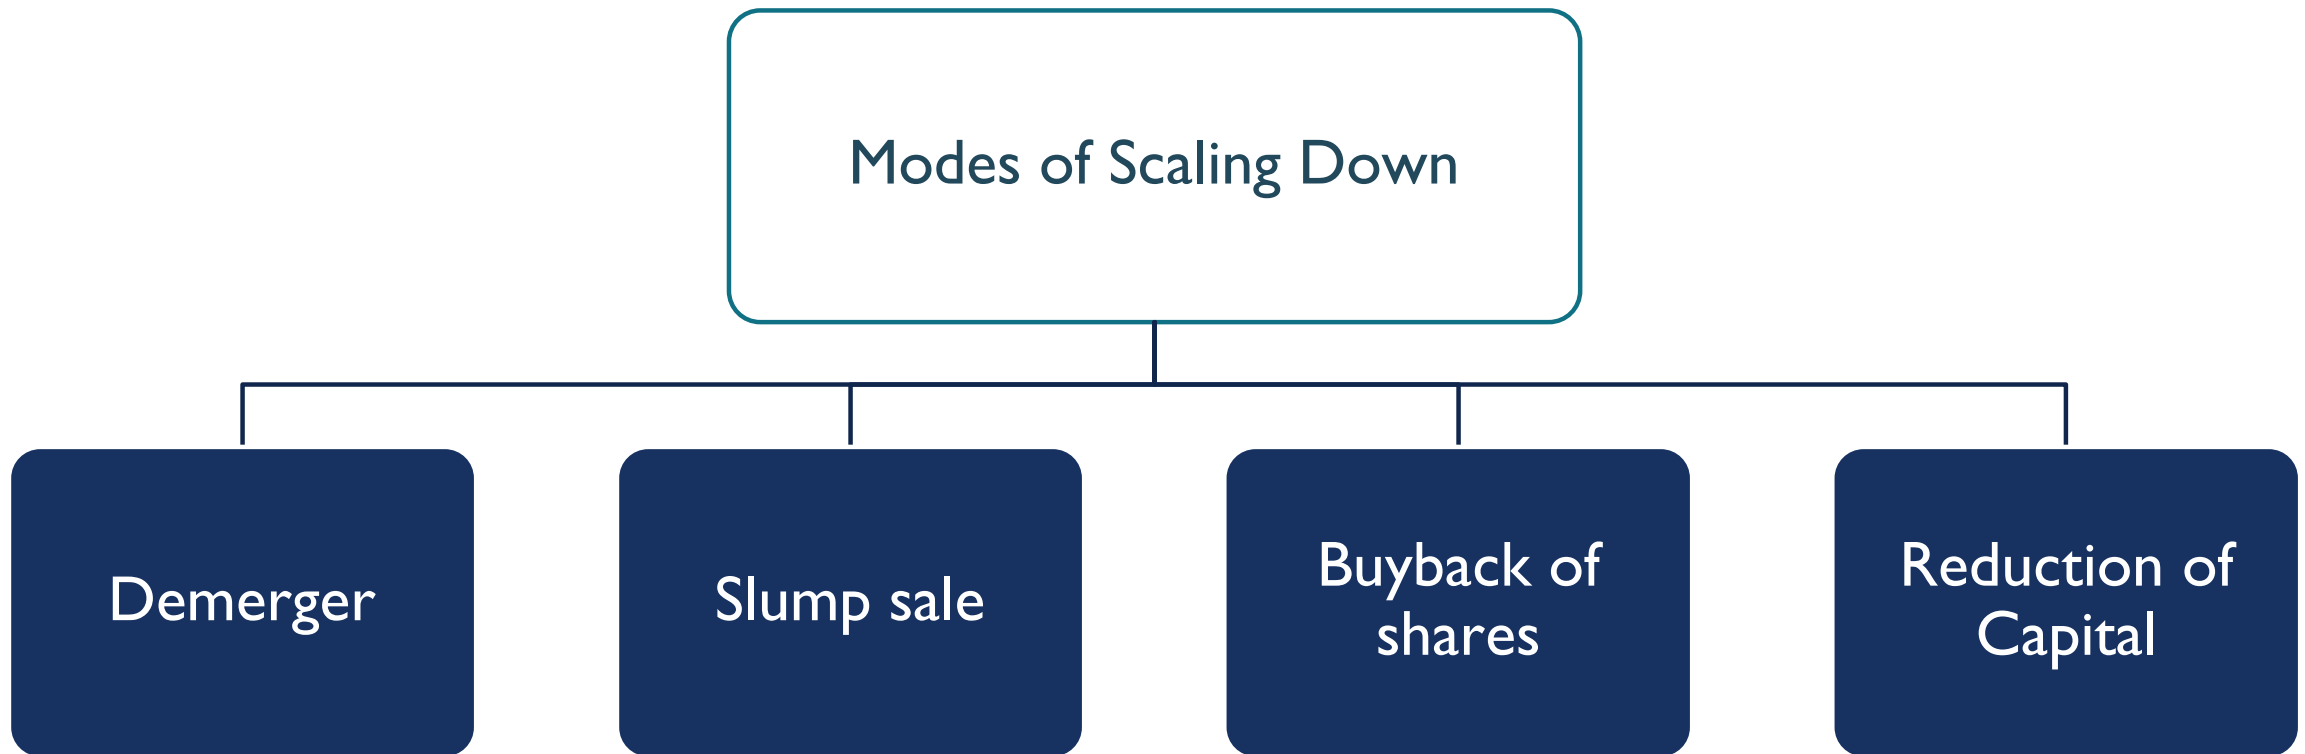 Modes of Scaling Down
Demerger
Slump sale
Buyback of
shares
Reduction of
Capital